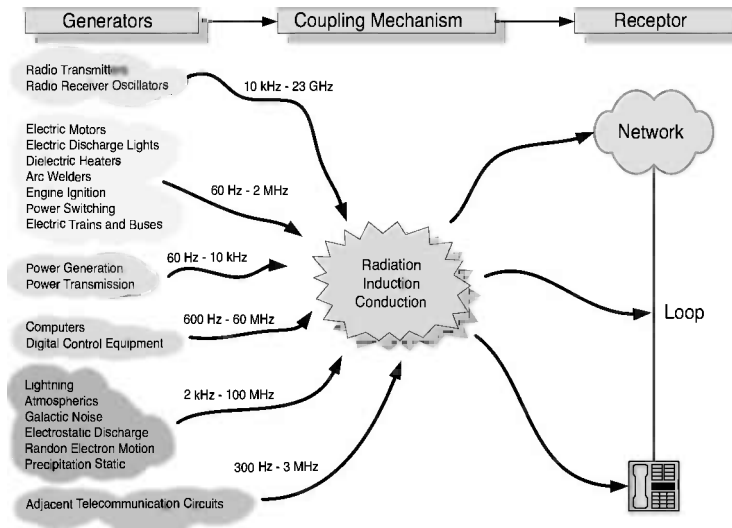 Generators
Coupling Mechanism
Receptor
Radio Transmitters
Radio Receiver Oscillators
10 kHz - 23 GHz
Electric Motors
Electric Discharge Lights
Dielectric Heaters
Arc Welders
Engine Ignition
Power Switching
Electric Trains and Buses
60 Hz - 2 MHz
Power Generation
Power Transmission
60 Hz - 10 kHz
Computers
Digital Control Equipment
600 Hz - 60 MHz
Lightning
Atmospherics
Galactic Noise
Electrostatic Discharge
Randon Electron Motion
Precipitation Static
2 kHz - 100 MHz
Adjacent Telecommunication Circuits
300 Hz - 3 MHz
Radiation
Induction
Conduction
Network
Loop